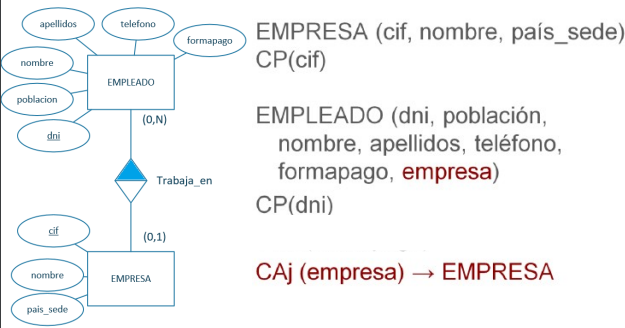 apellidos
telefono
formapago
nombre
EMPLEADO
poblacion
dni
(0,N)
Trabaja_en
(0,1)
cif
nombre
EMPRESA
pais_sede
EMPRESA (cif, nombre, país_sede)
CP(cif)
EMPLEADO (dni, población,
nombre, apellidos, teléfono,
formapago, empresa)
CP(dni)
CAj (empresa) → EMPRESA